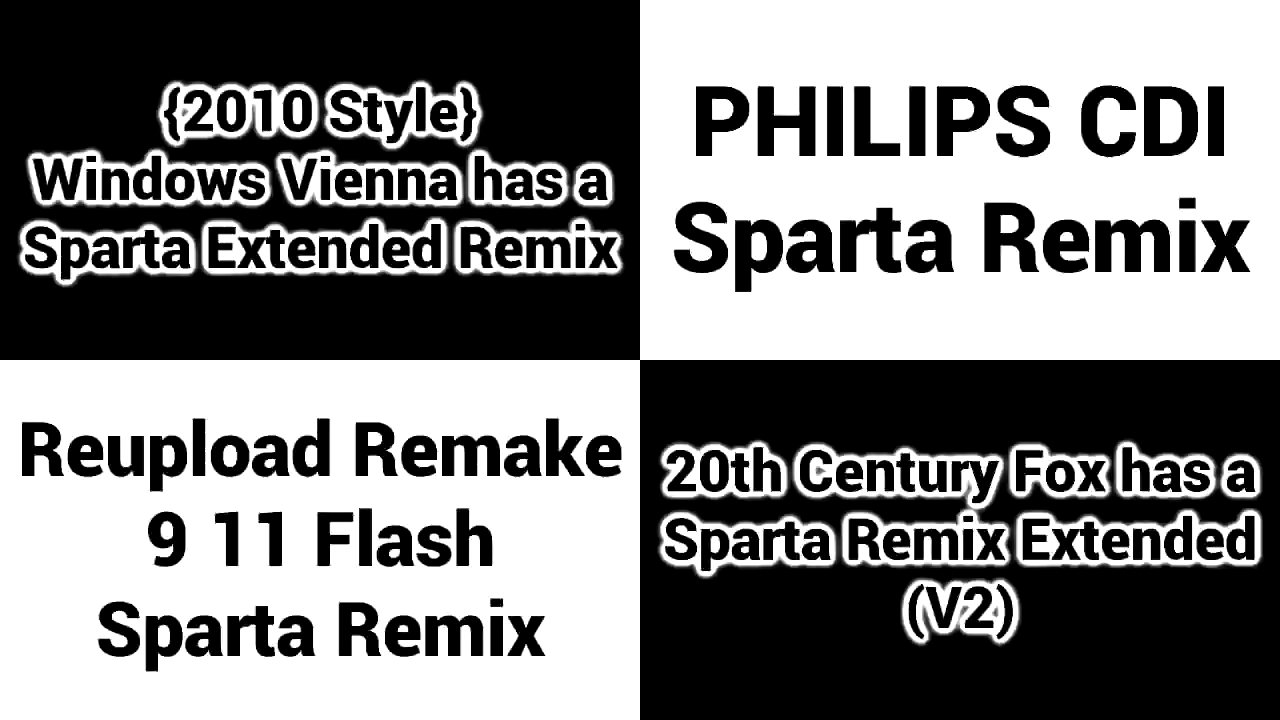 {2010 Style}
Windows Vienna has a
Sparta Extended Remix
PHILIPS CDI
Sparta Remix
Reupload Remake
9 11 Flash
Sparta Remix
20th Century Fox has a
Sparta Remix Extended
(V2)